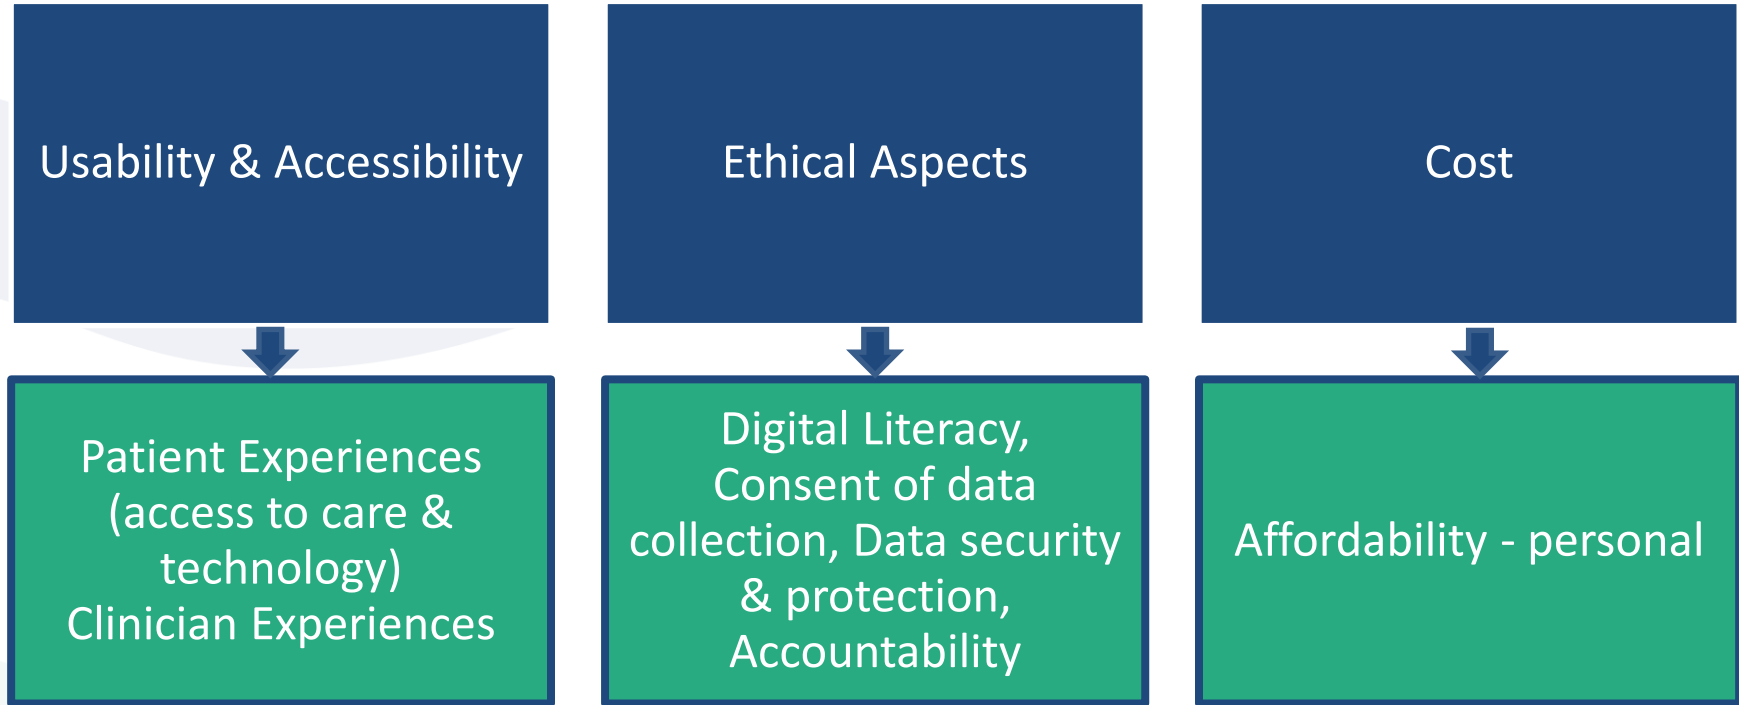 Usability & Accessibility
Ethical Aspects
Cost
Patient Experiences
(access to care &
technology)
Clinician Experiences
Digital Literacy,
Consent of data
collection, Data security
& protection,
Accountability
Affordability - personal